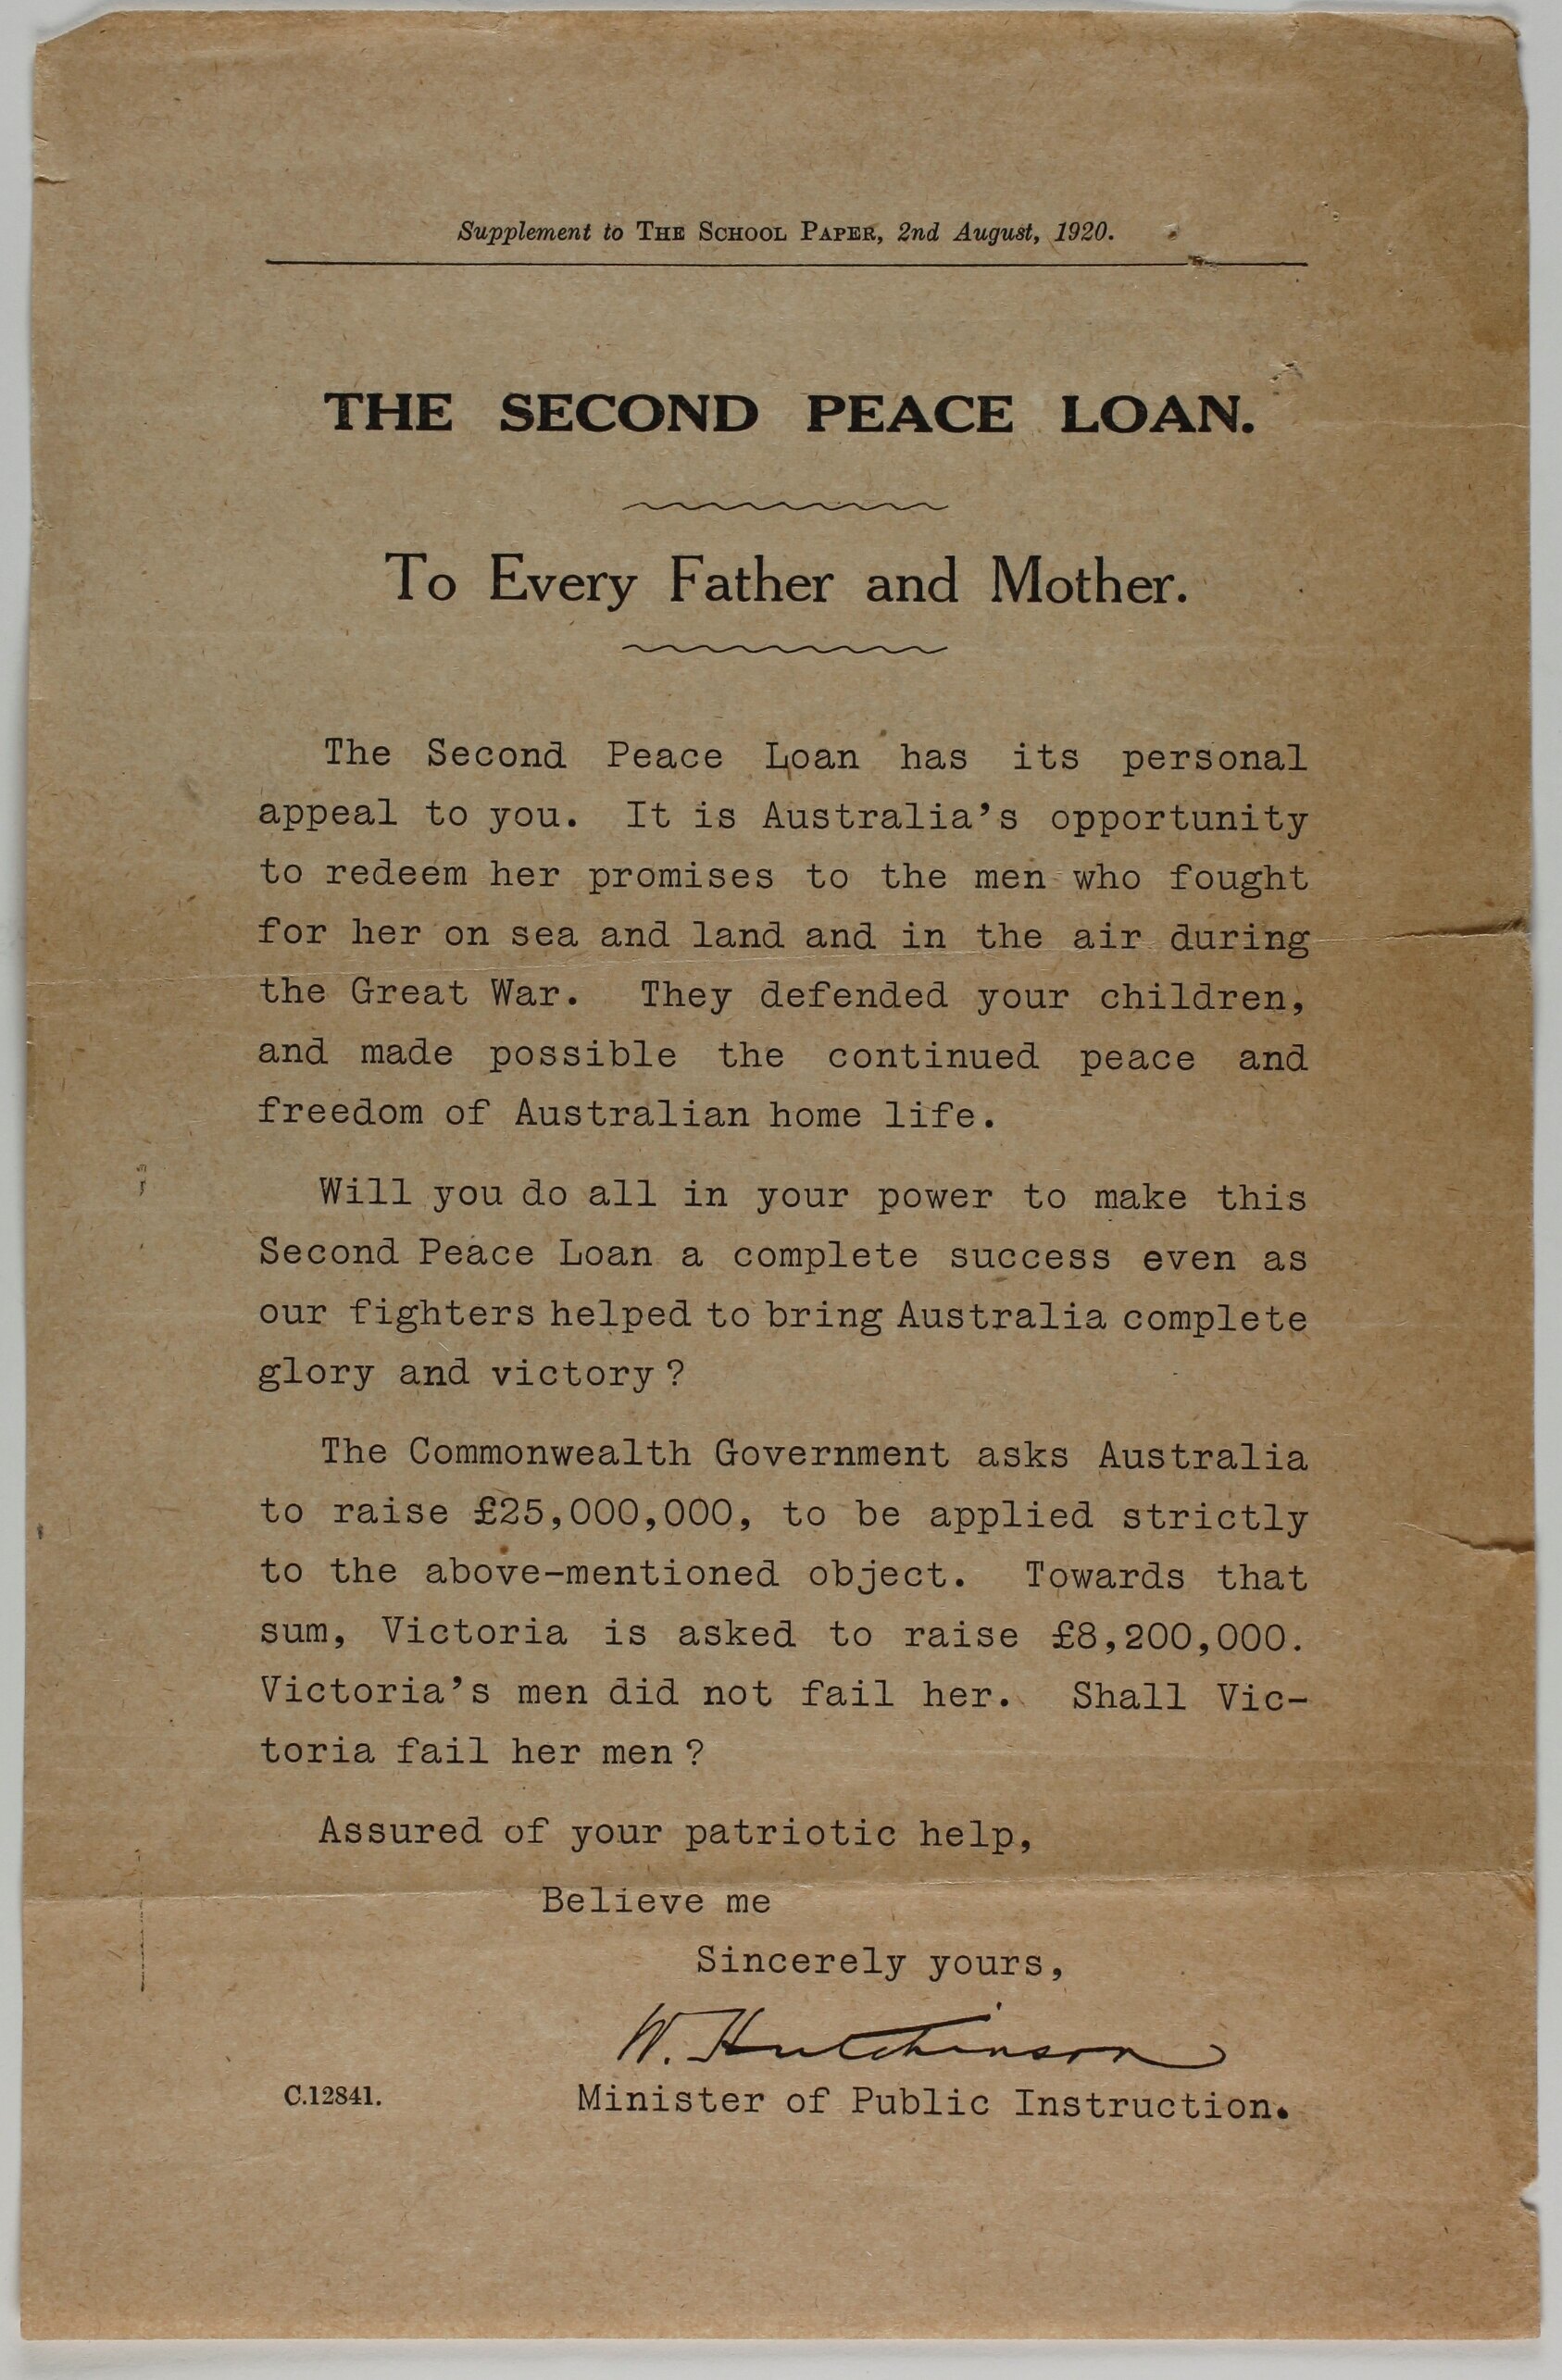 Supplement to THE SCHOOL PAPER, 2nd August, 1920.
THE SECOND PEACE LOAN.
To Every Father and Mother.
The Second Peace Loan has its personal
appeal to you. It is Australia's opportunity
to redeem her promises to the men who fought
for her on sea and land and in the air during
the Great War. They defended your children,
and made possible the continued peace and
freedom of Australian home life.
Will you do all in your power to make this
Second Peace Loan a complete success even as
our fighters helped to bring Australia complete
glory and victory?
The Commonwealth Government asks Australia
to raise £25,000,000, to be applied strictly
to the above-mentioned object. Towards that
sum, Victoria is asked to raise £8,200,000.
Victoria's men did not fail her. Shall Vic-
toria fail her men?
Assured of your patriotic help,
Believe me
Sincerely yours,
W. Hutchinson
Minister of Public Instruction.
C.12841.